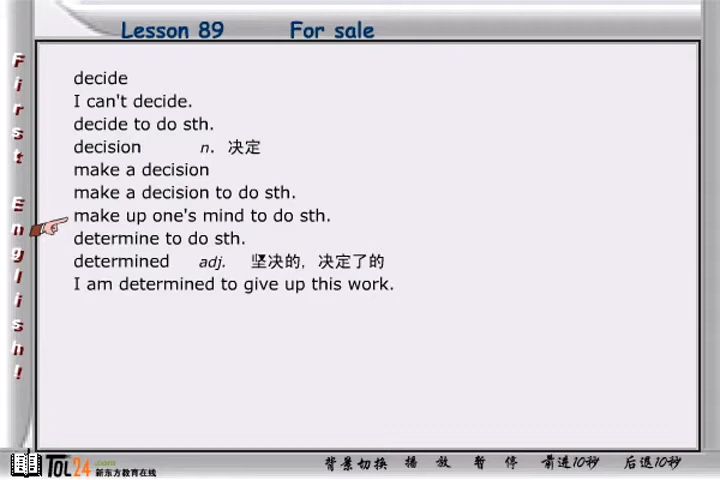 Lesson 89 For sale
First English!
decide
I can't decide.
decide to do sth.
decision n. 决定
make a decision
make a decision to do sth.
make up one's mind to do sth.
determine to do sth.
determined adj. 坚决的, 决定了的
I am determined to give up this work.
TOL24
新东方教育在线
背景切换 播放 暂停 前进10秒 后退10秒